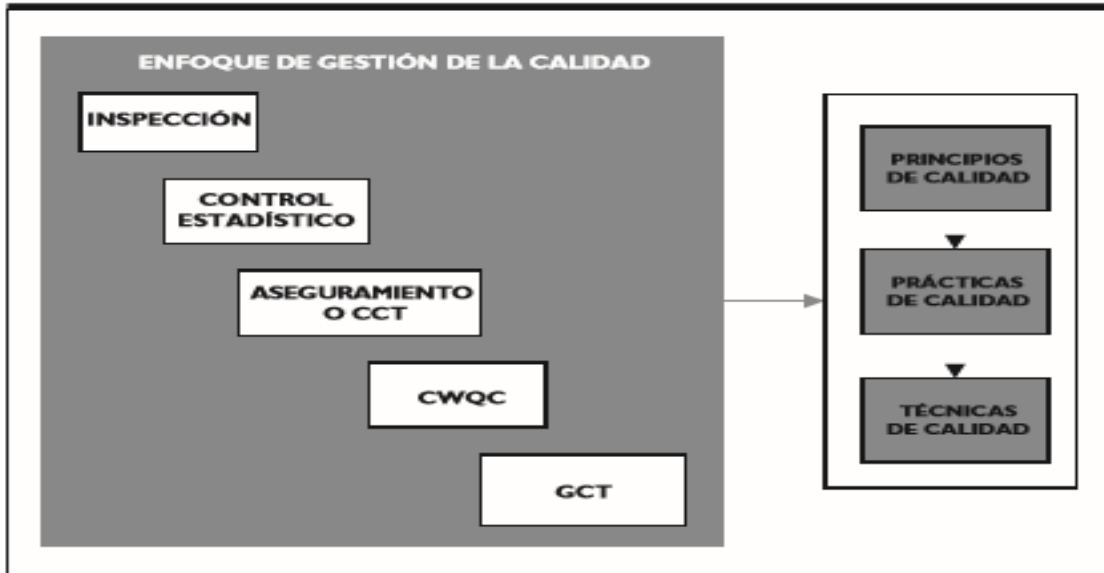 ENFOQUE DE GESTIÓN DE LA CALIDAD
INSPECCIÓN
CONTROL
ESTADÍSTICO
ASEGURAMIENTO
O CCT
CWQC
GCT
PRINCIPIOS
DE CALIDAD
PRÁCTICAS
DE CALIDAD
TÉCNICAS
DE CALIDAD